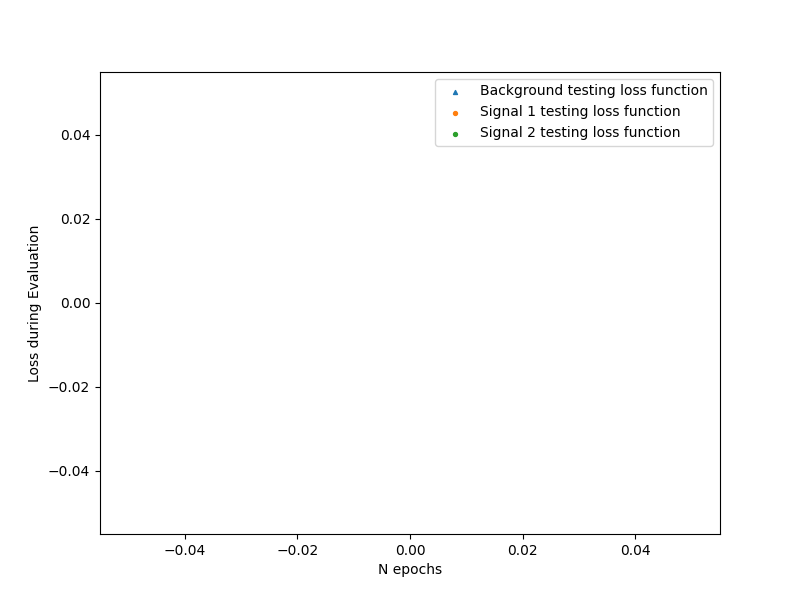 Background testing loss function
Signal 1 testing loss function
Signal 2 testing loss function
0.04
0.02
0.00
−0.02
−0.04
Loss during Evaluation
−0.04 −0.02 0.00 0.02 0.04
N epochs